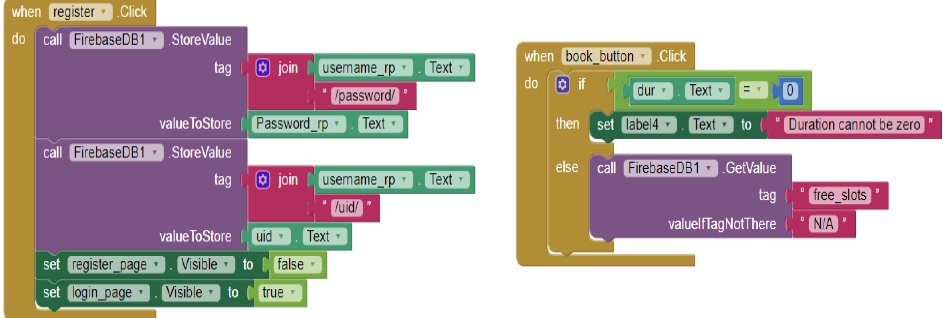 when register .Click
do call FirebaseDB1 .StoreValue
tag join username_rp . Text
" /password/ "
valueToStore Password_rp . Text
call FirebaseDB1 .StoreValue
tag join username_rp . Text
" /uid/ "
valueToStore uid . Text
set register_page . Visible to false
set login_page . Visible to true
when book_button .Click
do if dur . Text = 0
then set label4 . Text to " Duration cannot be zero "
else call FirebaseDB1 .GetValue
tag " free_slots "
valueIfTagNotThere " N/A "